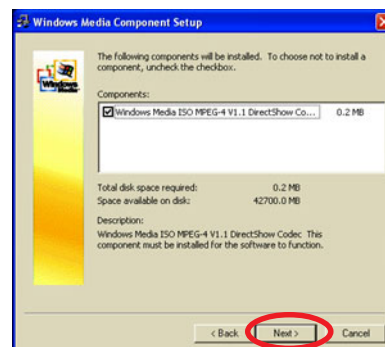 Windows Media Component Setup
Windows Media
The following components will be installed. To choose not to install a
component, uncheck the checkbox.
Components:
Windows Media ISO MPEG-4 V1.1 DirectShow Co... 0.2 MB
Total disk space required: 0.2 MB
Space available on disk: 42700.0 MB
Description:
Windows Media ISO MPEG-4 V1.1 DirectShow Codec This
component must be installed for the software to function.
< Back Next > Cancel